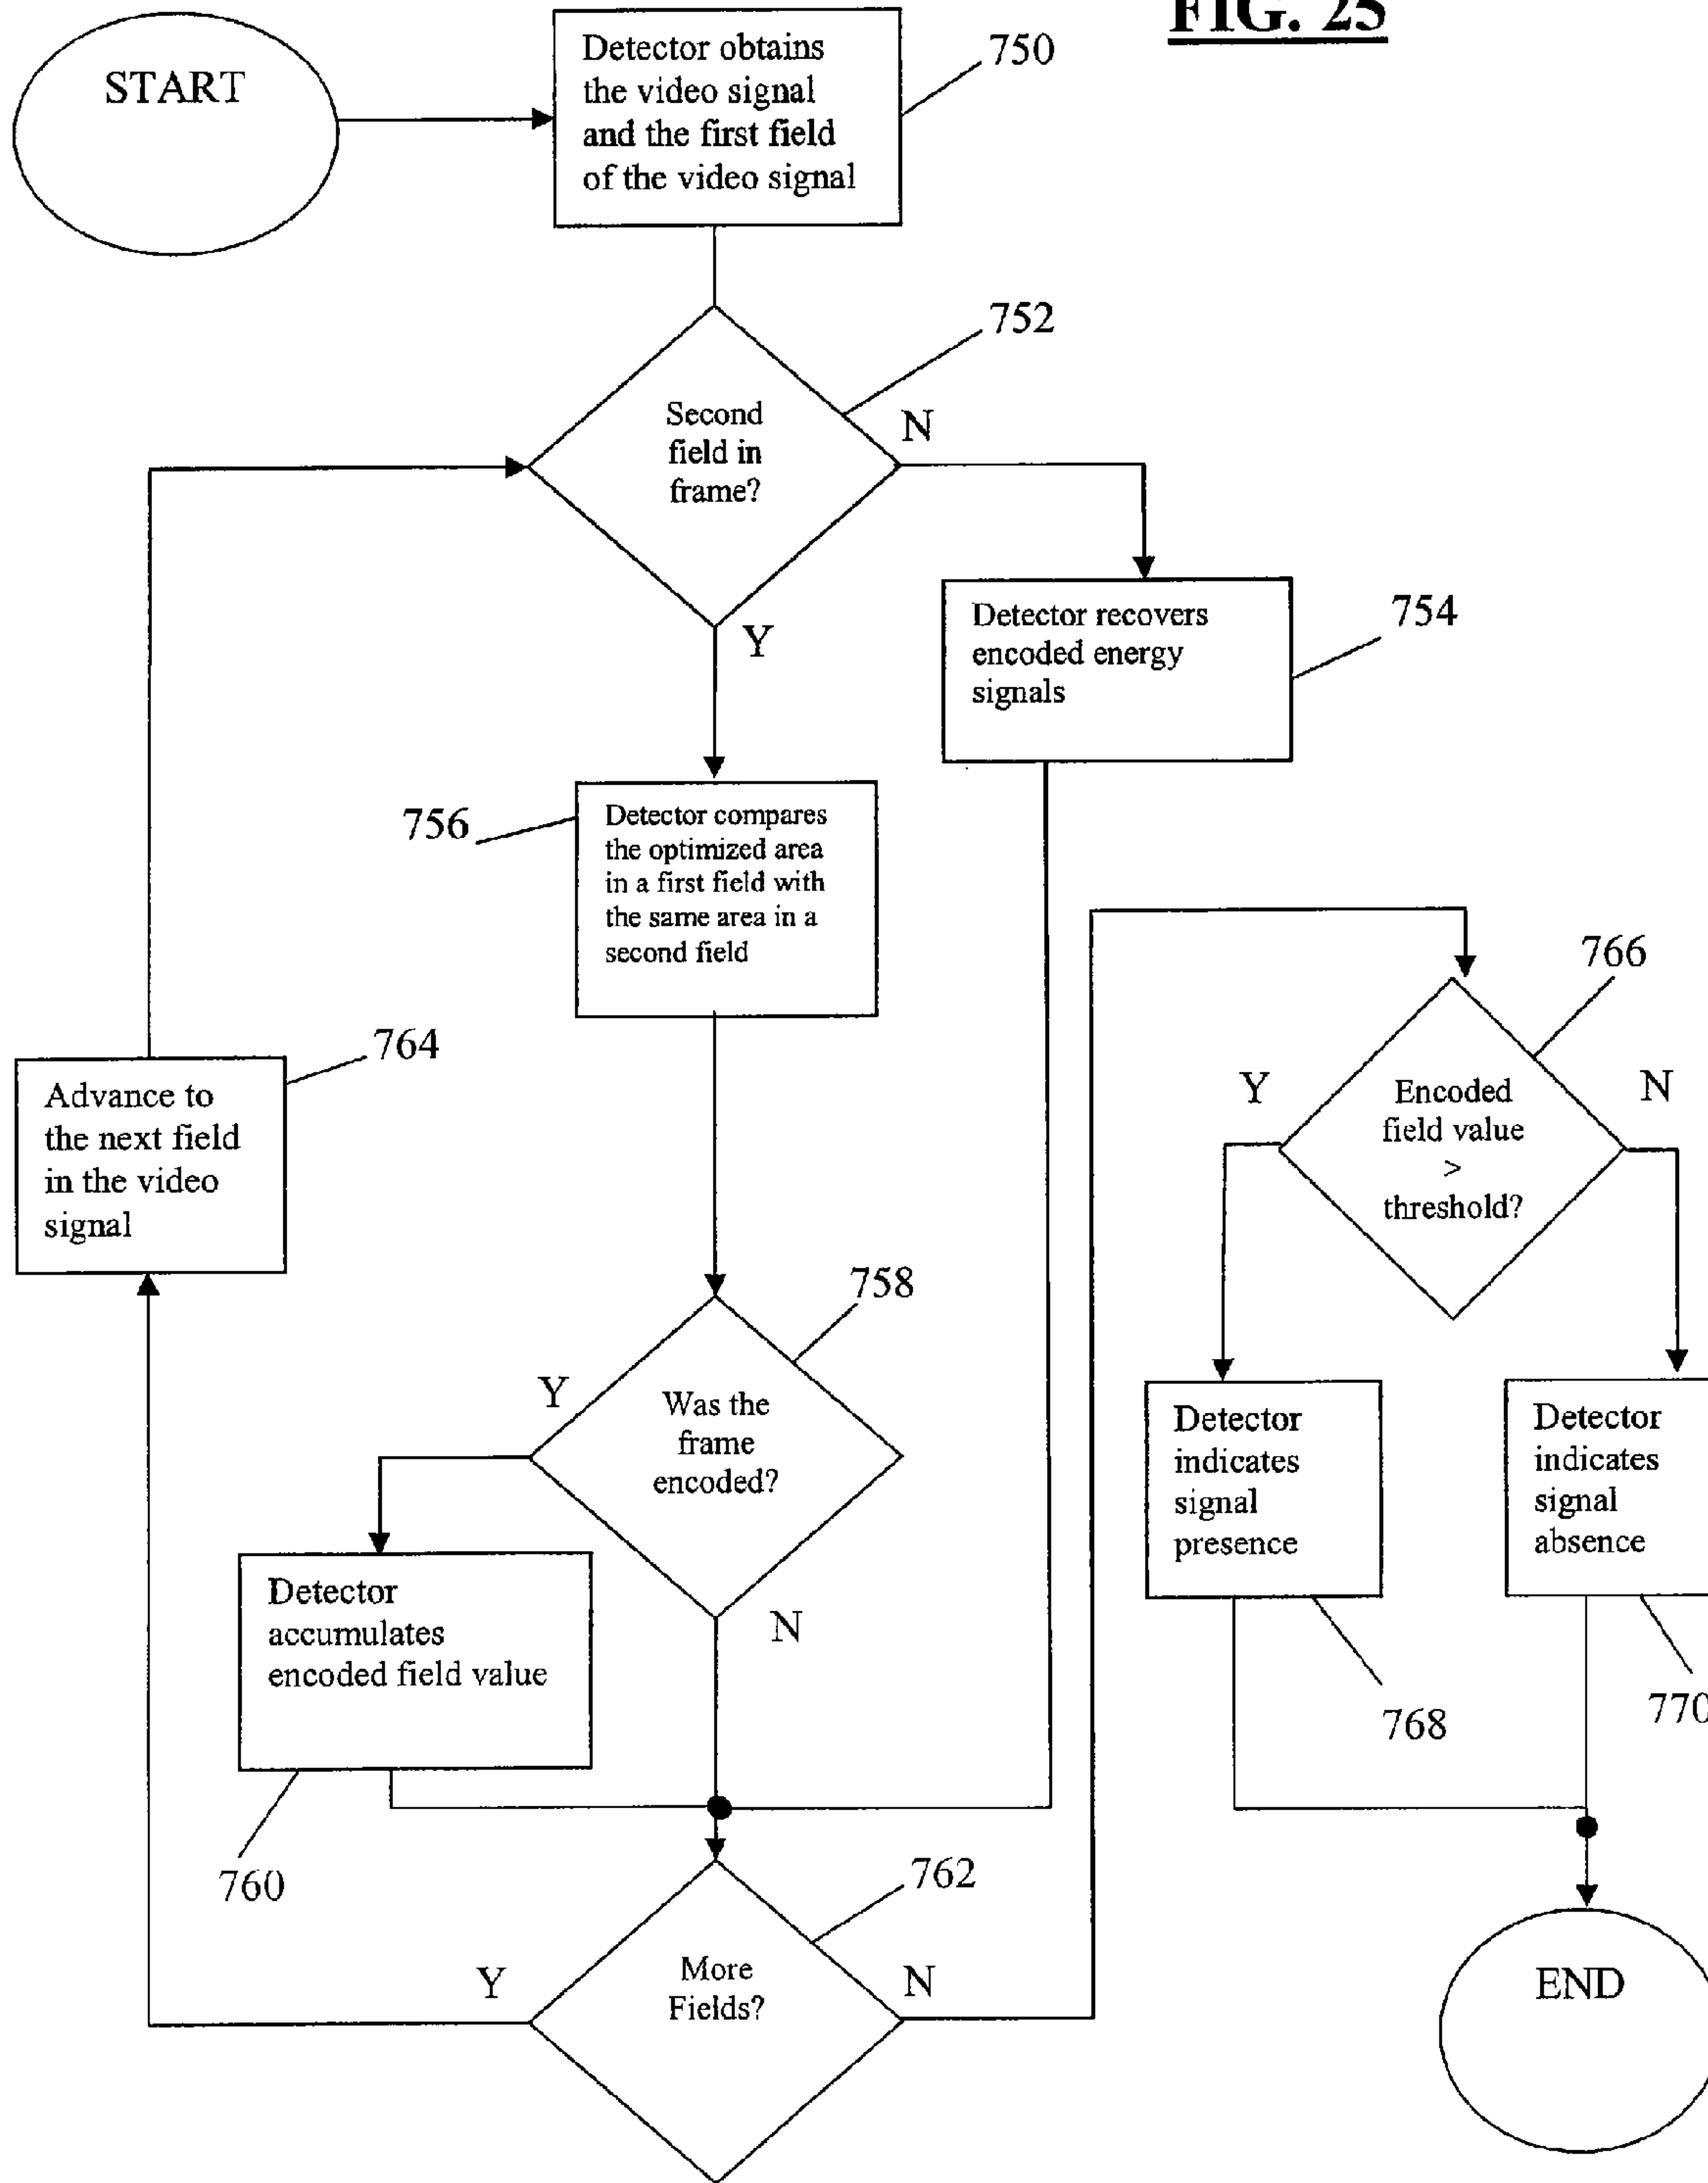 FIG. 25
START
Detector obtains
the video signal
and the first field
of the video signal
750
752
Second
field in
frame?
N
Y
Detector recovers
encoded energy
signals
754
756
Detector compares
the optimized area
in a first field with
the same area in a
second field
764
Advance to
the next field
in the video
signal
766
Y
Encoded
field value
>
threshold?
N
758
Y
Was the
frame
encoded?
N
Detector
accumulates
encoded field value
760
Detector
indicates
signal
presence
768
Detector
indicates
signal
absence
770
762
Y
More
Fields?
N
END